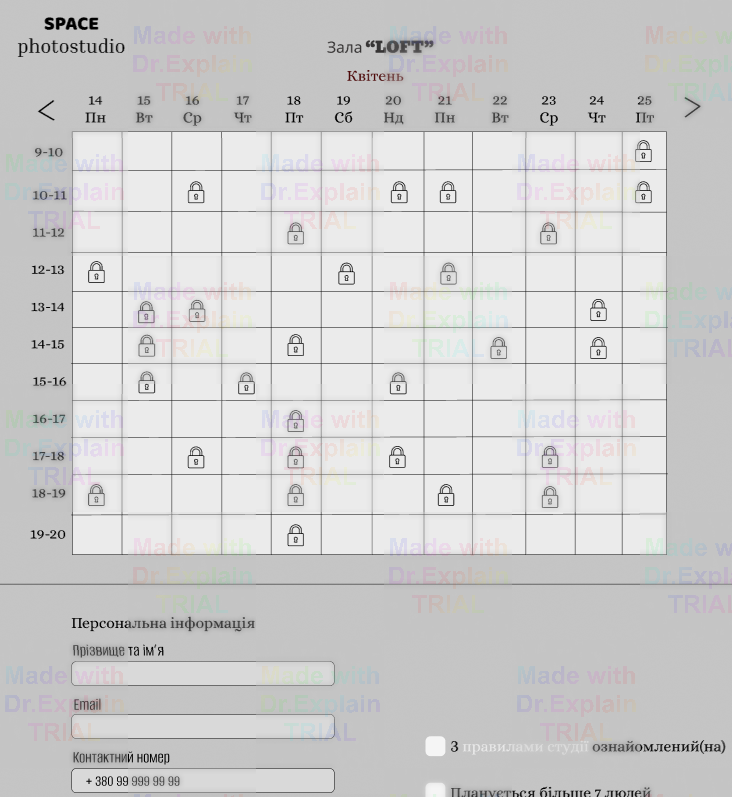 SPACE
photostudio
Зала “LOFT”
Квітень
< 14 15 16 17 18 19 20 21 22 23 24 25 >
Пн Вт Ср Чт Пт Сб Нд Пн Вт Ср Чт Пт
9-10
10-11
11-12
12-13
13-14
14-15
15-16
16-17
17-18
18-19
19-20
Персональна інформація
Прізвище та ім’я
Email
Контактний номер
+ 380 99 999 99 99
З правилами студії ознайомлений(на)
Планується більше 7 людей
Made with
Dr.Explain
TRIAL